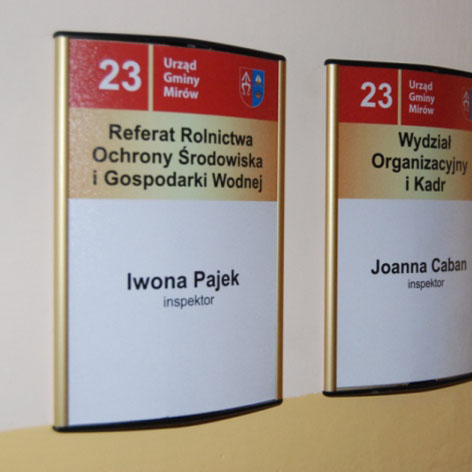 23
Urząd
Gminy
Mirów
Referat Rolnictwa
Ochrony Środowiska
i Gospodarki Wodnej
Iwona Pajek
inspektor
23
Urząd
Gminy
Mirów
Wydział
Organizacyjny
i Kadr
Joanna Caban
inspektor